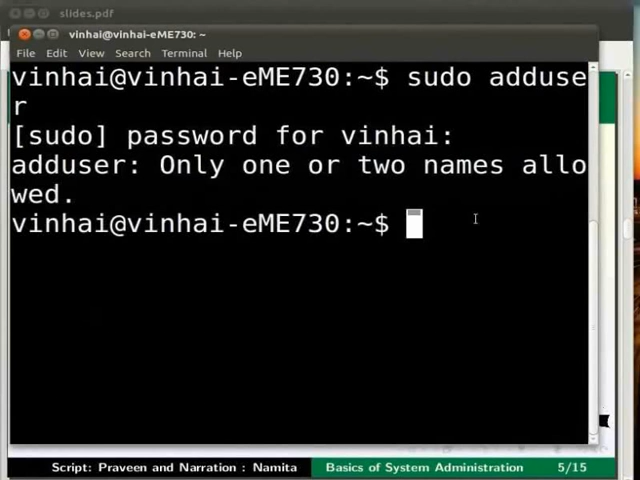 slides.pdf
vinhai@vinhai-eME730: ~
File Edit View Search Terminal Help
vinhai@vinhai-eME730:~$ sudo adduse
r
[sudo] password for vinhai:
adduser: Only one or two names allo
wed.
vinhai@vinhai-eME730:~$
Script: Praveen and Narration : Namita Basics of System Administration 5/15